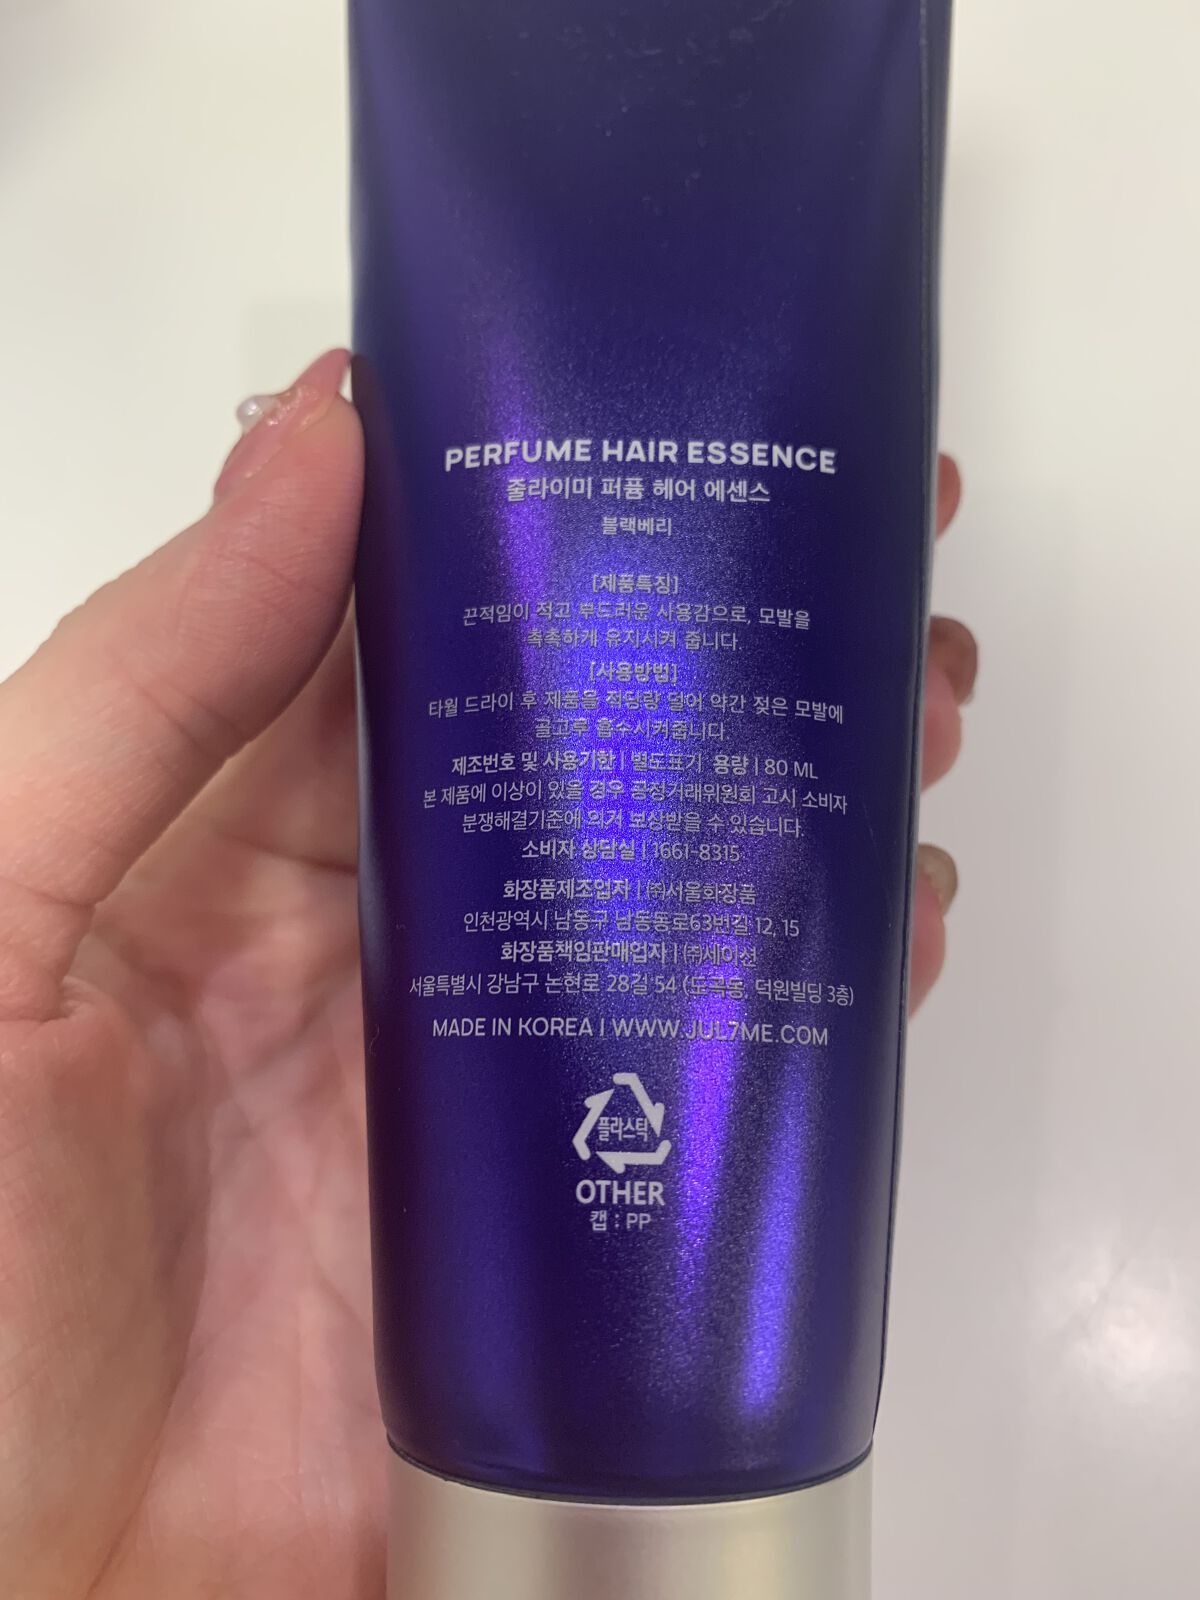 PERFUME HAIR ESSENCE
줄라이미 퍼퓸 헤어 에센스
블랙베리
[제품특징]
끈적임이 적고 부드러운 사용감으로, 모발을
촉촉하게 유지시켜 줍니다.
[사용방법]
타월 드라이 후 제품을 적당량 덜어 약간 젖은 모발에
골고루 흡수시켜줍니다.
제조번호 및 사용기한 | 별도표기 용량 | 80 ML
본 제품에 이상이 있을 경우 공정거래위원회 고시 소비자
분쟁해결기준에 의거 보상받을 수 있습니다.
소비자 상담실 | 1661-8315
화장품제조업자 | ㈜서울화장품
인천광역시 남동구 남동동로63번길 12, 15
화장품책임판매업자 | ㈜세이션
서울특별시 강남구 논현로 28길 54 (도곡동, 덕원빌딩 3층)
MADE IN KOREA | WWW.JUL7ME.COM
플라스틱
OTHER
캡 : PP